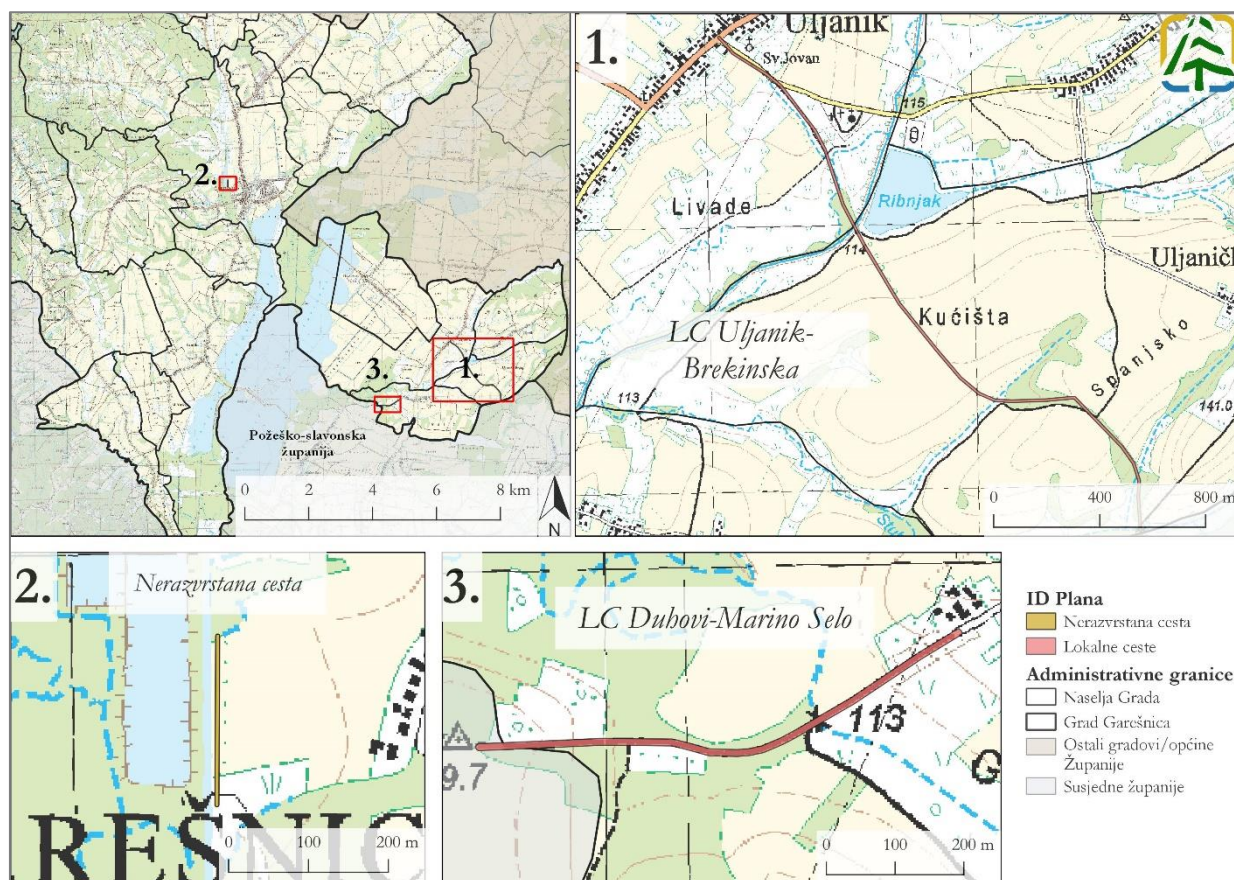 2.
3.
1.
Požeško-slavonska
županija
0 2 4 6 8 km
N
1.
Uljanik
Sv.Jovan
115
Ribnjak
Livade
114
Uljaničk
Kućišta
LC Uljanik-
Brekinska
Španjsko
113
141.0
0 400 800 m
2.
Nerazvrstana cesta
REŠNIC
0 100 200 m
3.
LC Duhovi-Marino Selo
113
9.7
G
0 100 200 m
ID Plana
Nerazvrstana cesta
Lokalne ceste
Administrativne granice
Naselja Grada
Grad Garešnica
Ostali gradovi/općine
Županije
Susjedne županije